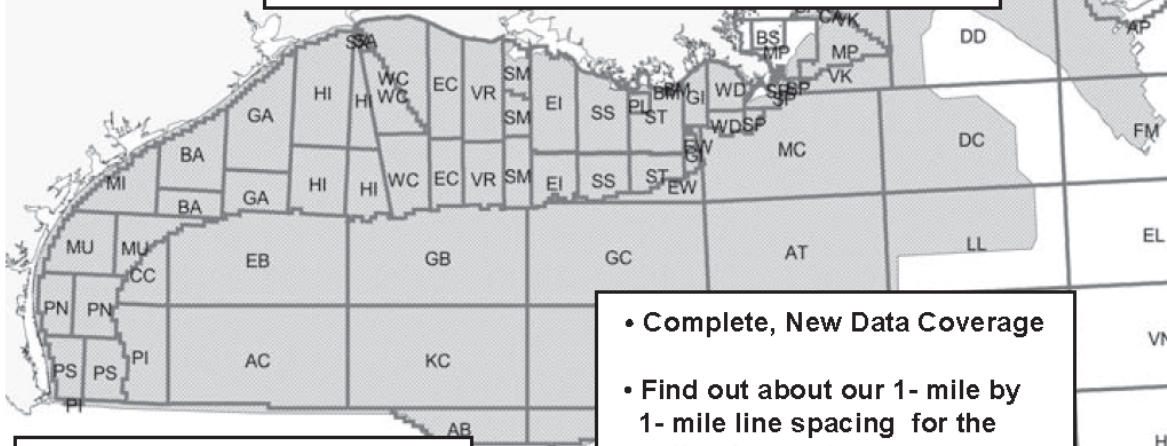 DD
AP
BS
MP
VK
MP
VK
SM
WC
EC
VR
EI
SS
PL
ST
GI
WD
SP
HI
HI
WC
GA
SM
WD
SP
FM
BA
MC
DC
MI
HI
HI
WC
EC
VR
SM
EI
SS
ST
EW
GI
EW
GA
BA
MU
MU
CC
EB
GB
GC
AT
LL
EL
PN
PN
• Complete, New Data Coverage
VN
PS
PS
PI
AC
KC
• Find out about our 1- mile by
1- mile line spacing for the
PI
AB